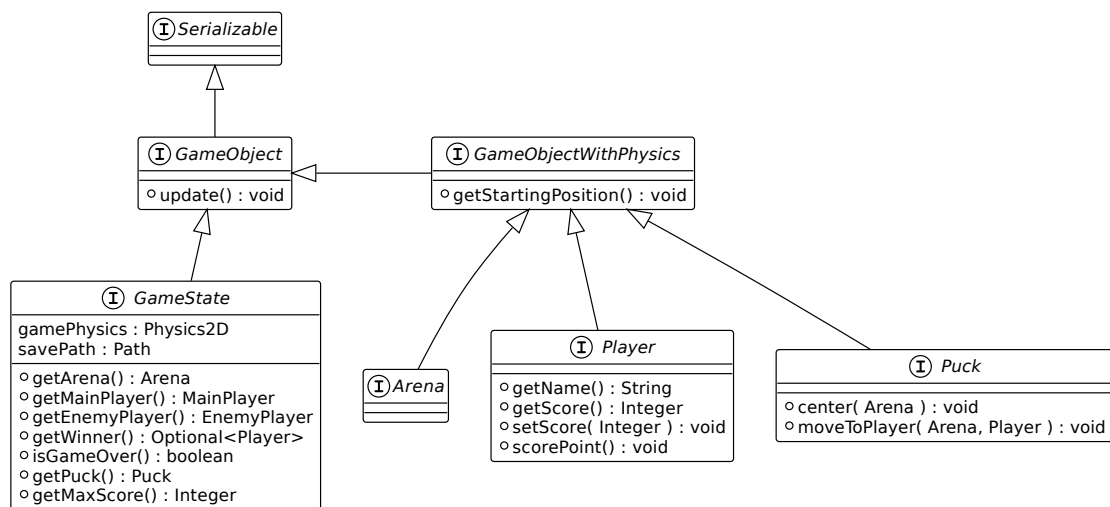 I Serializable
I GameObject
update() : void
I GameObjectWithPhysics
getStartingPosition() : void
I GameState
gamePhysics : Physics2D
savePath : Path
getArena() : Arena
getMainPlayer() : MainPlayer
getEnemyPlayer() : EnemyPlayer
getWinner() : Optional<Player>
isGameOver() : boolean
getPuck() : Puck
getMaxScore() : Integer
I Arena
I Player
getName() : String
getScore() : Integer
setScore( Integer ) : void
scorePoint() : void
I Puck
center( Arena ) : void
moveToPlayer( Arena, Player ) : void